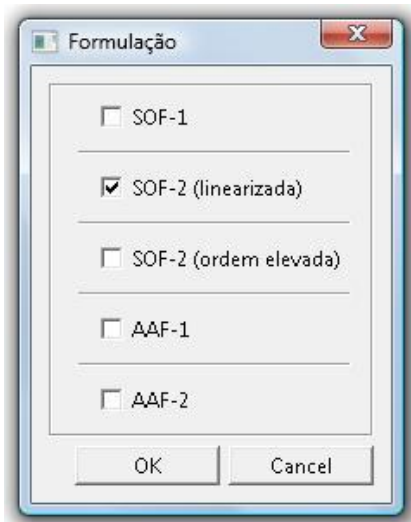 Formulação
SOF-1
SOF-2 (linearizada)
SOF-2 (ordem elevada)
AAF-1
AAF-2
OK Cancel